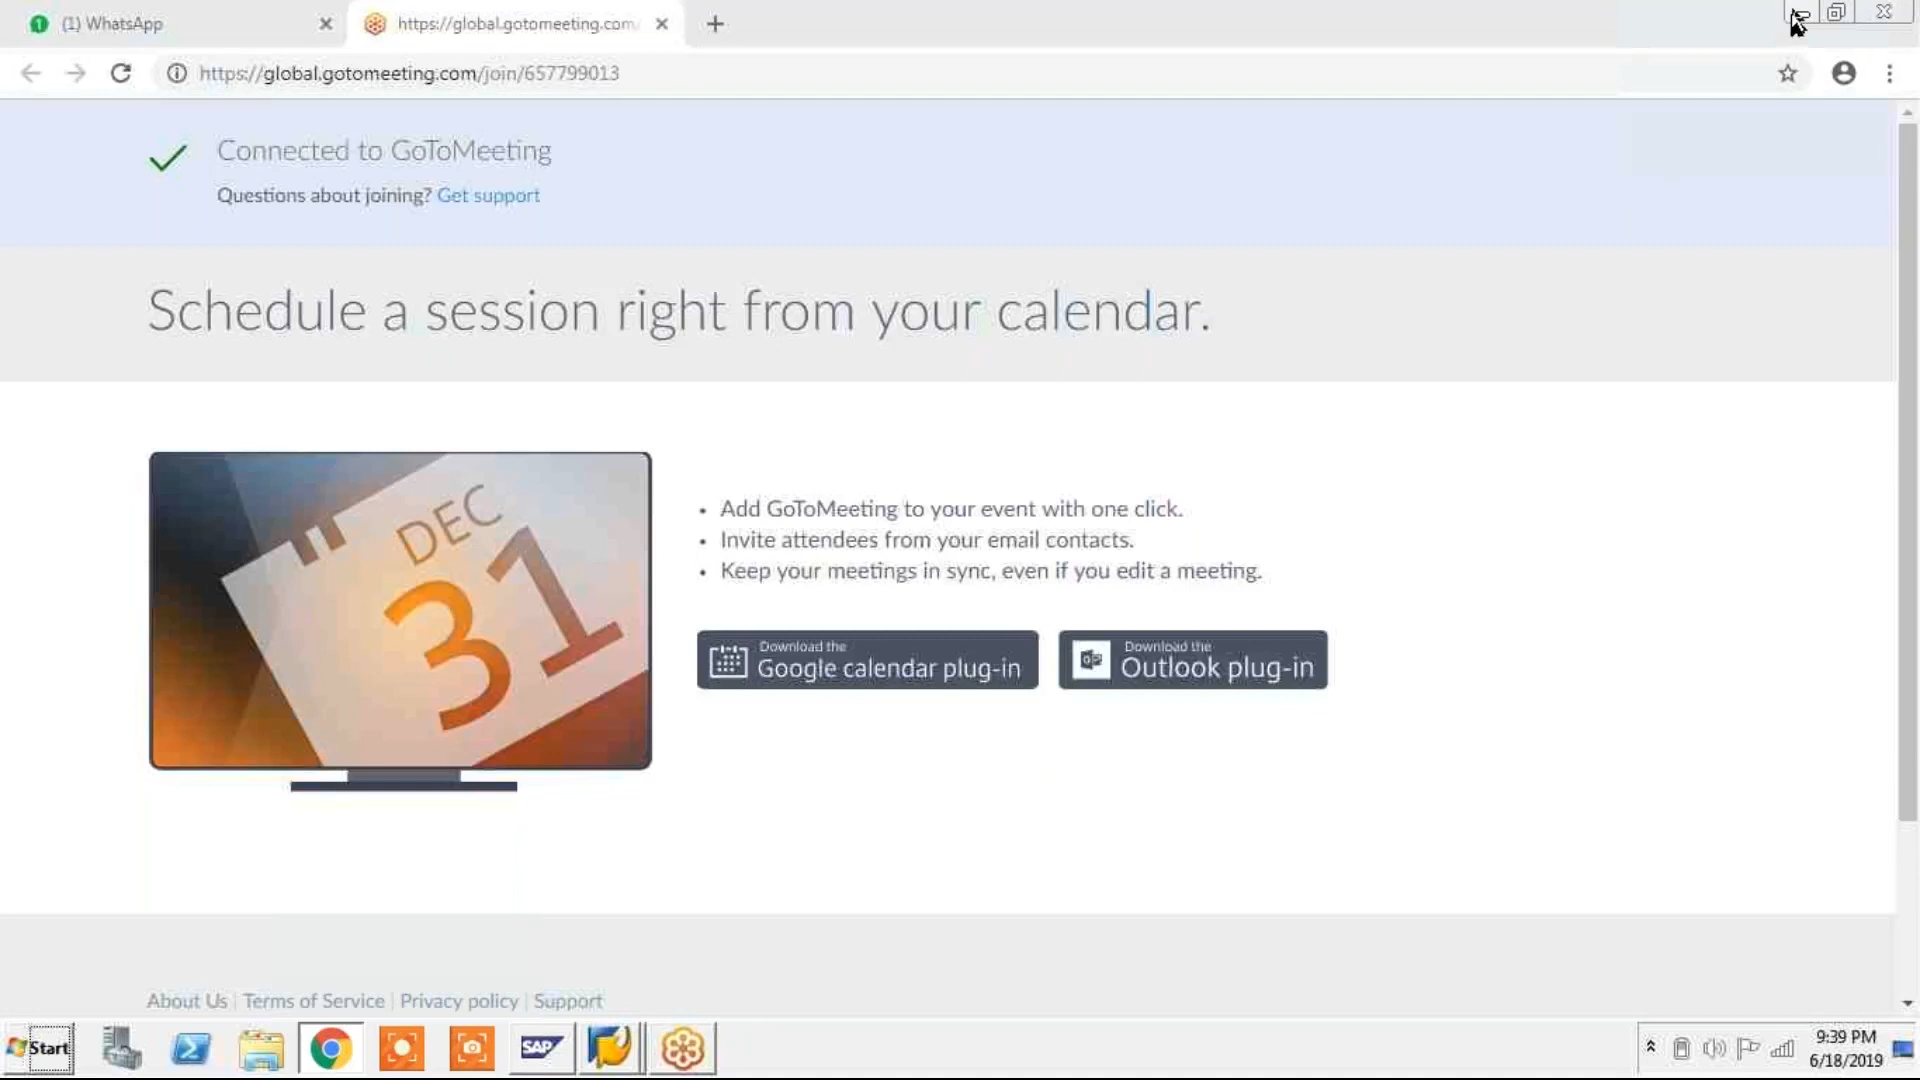 (1) WhatsApp
https://global.gotomeeting.com
https://global.gotomeeting.com/join/657799013
Connected to GoToMeeting
Questions about joining? Get support
Schedule a session right from your calendar.
DEC
31
• Add GoToMeeting to your event with one click.
• Invite attendees from your email contacts.
• Keep your meetings in sync, even if you edit a meeting.
Download the
Google calendar plug-in
Download the
Outlook plug-in
About Us | Terms of Service | Privacy policy | Support
Start
SAP
9:39 PM
6/18/2019